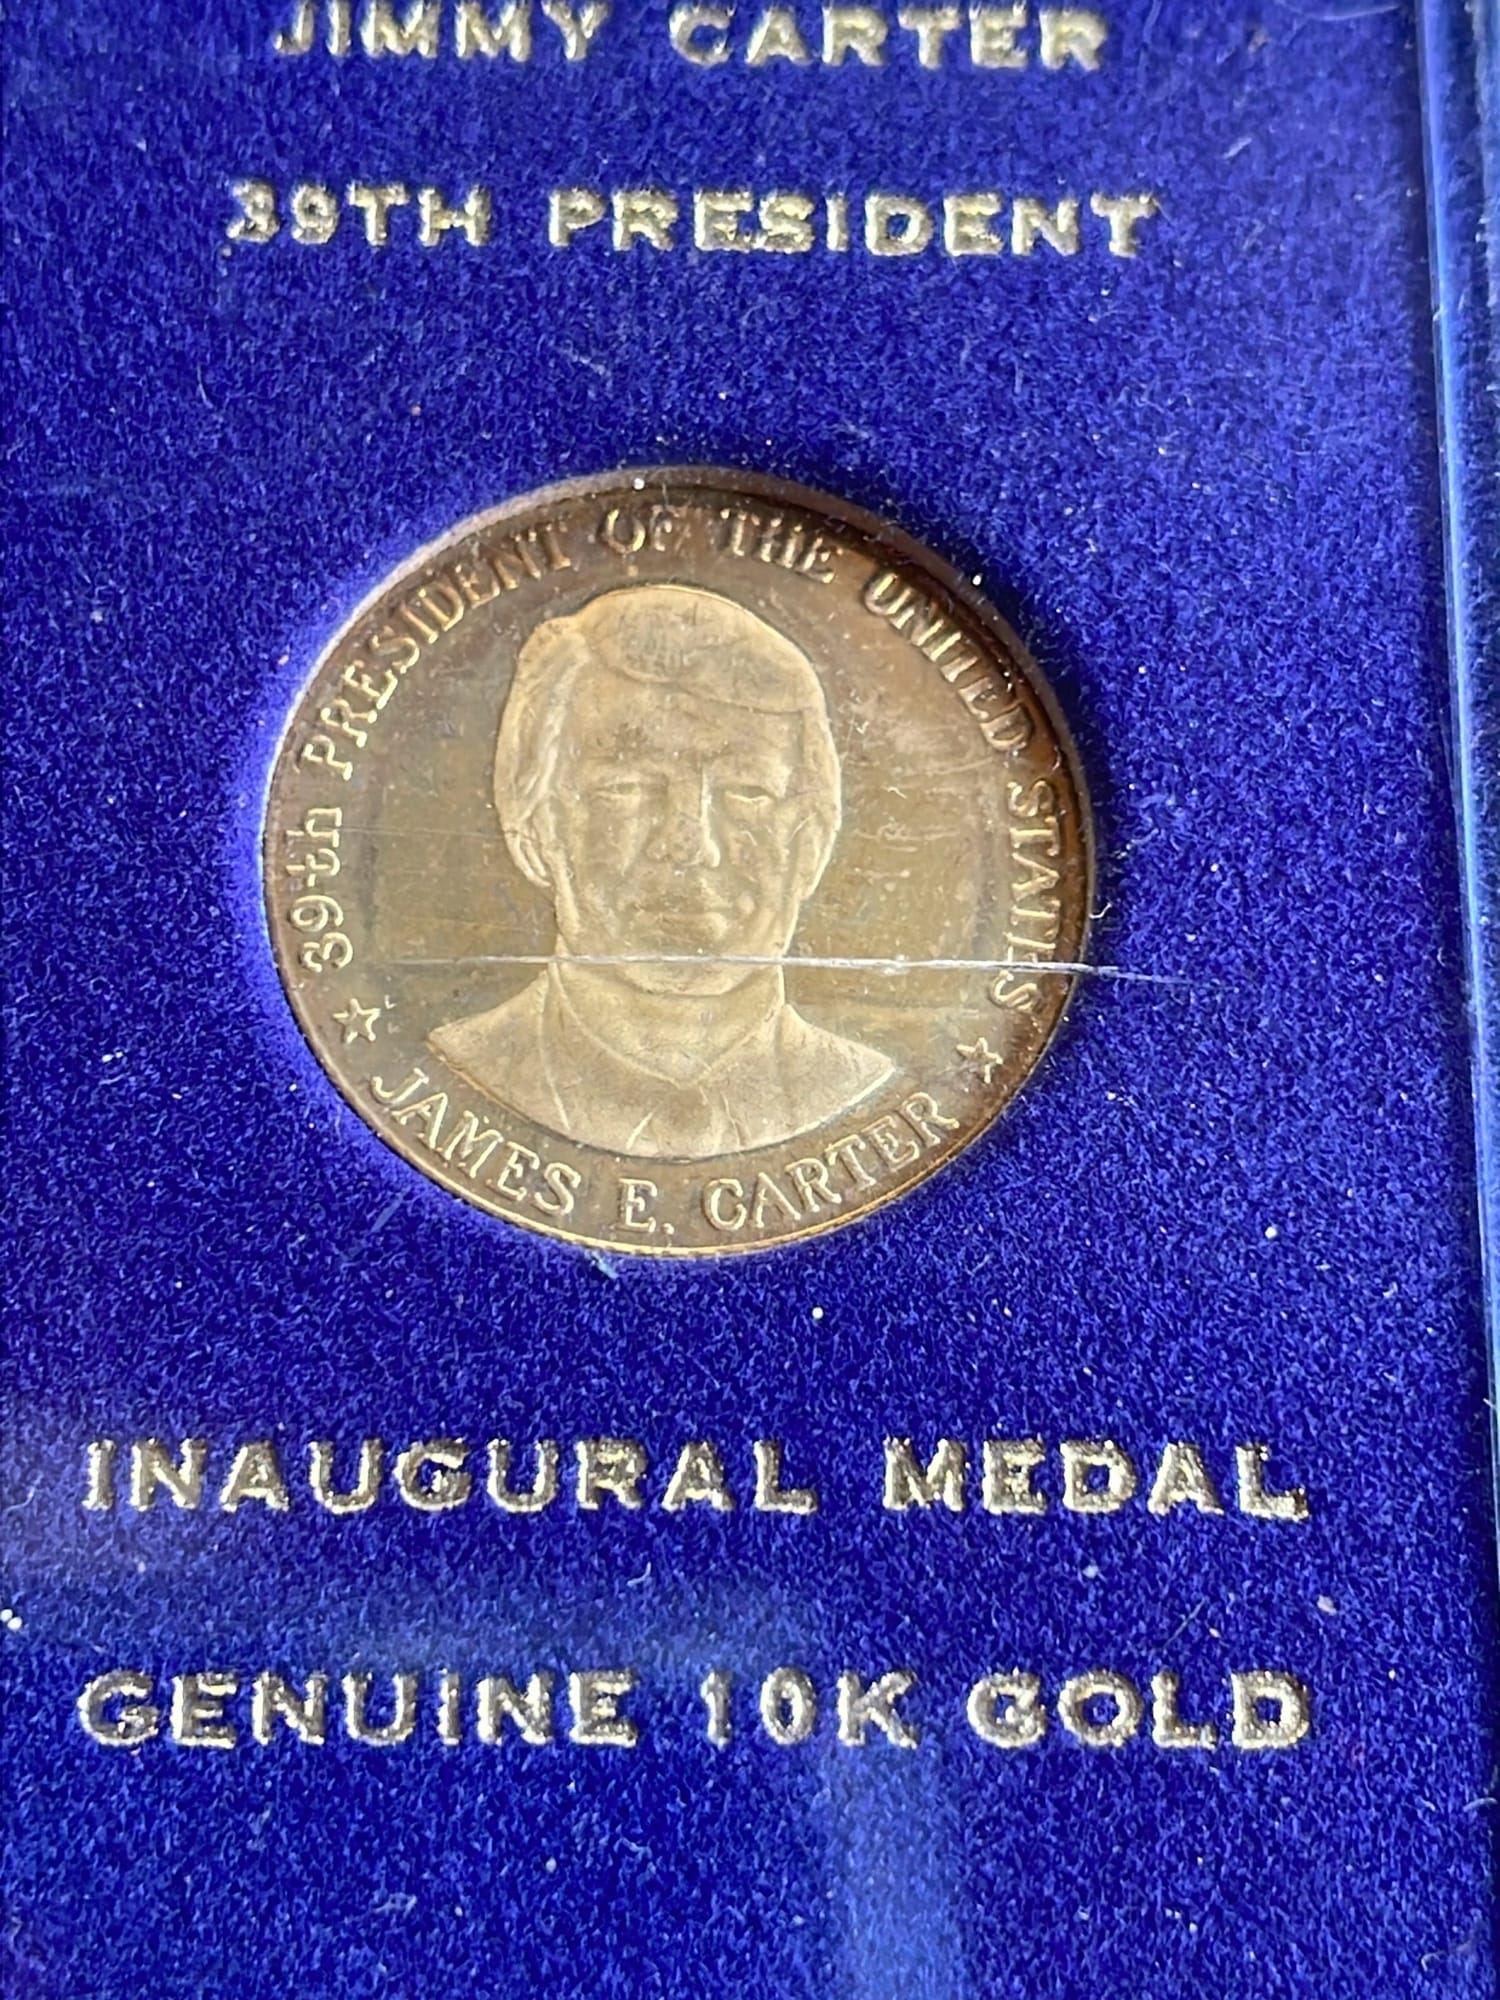 JIMMY CARTER
39TH PRESIDENT
39th PRESIDENT OF THE UNITED STATES
JAMES E. CARTER
INAUGURAL MEDAL
GENUINE 10K GOLD